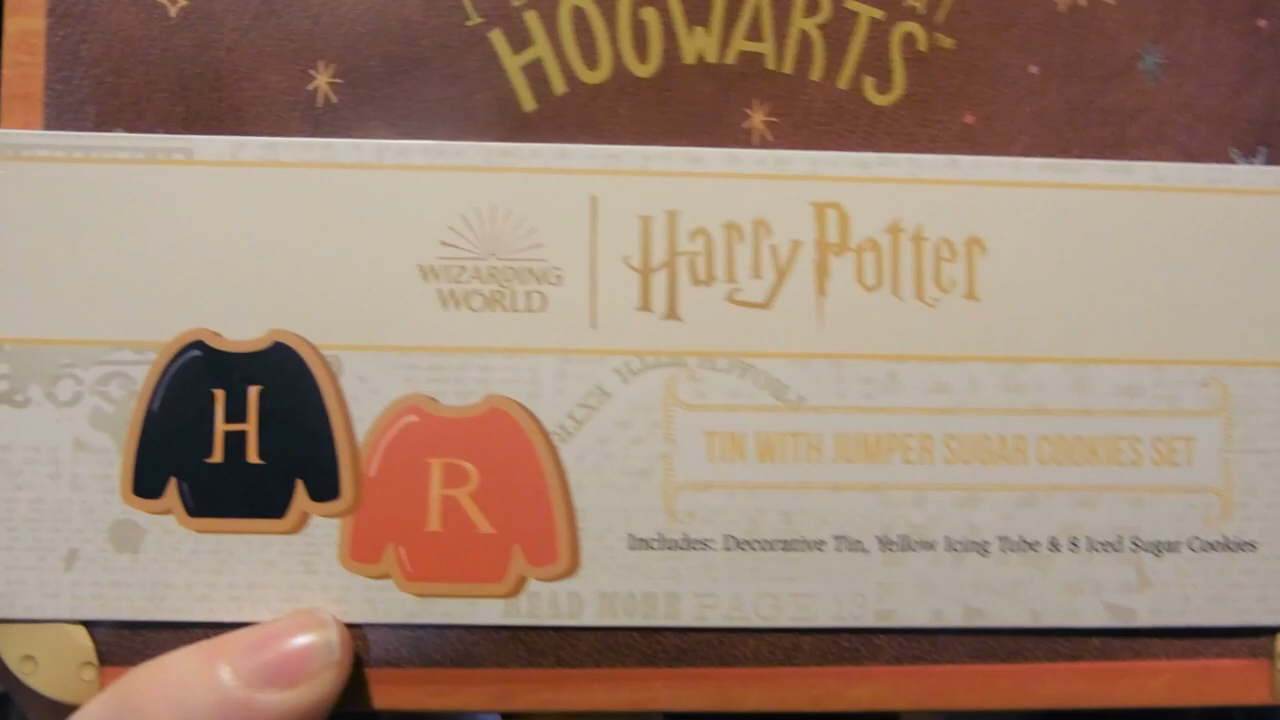 HOGWARTS™
WIZARDING
WORLD
Harry Potter
H
R
TIN WITH JUMPER SUGAR COOKIES SET
Includes: Decorative Tin, Yellow Icing Tube & 8 Iced Sugar Cookies
READ MORE PAGE 13